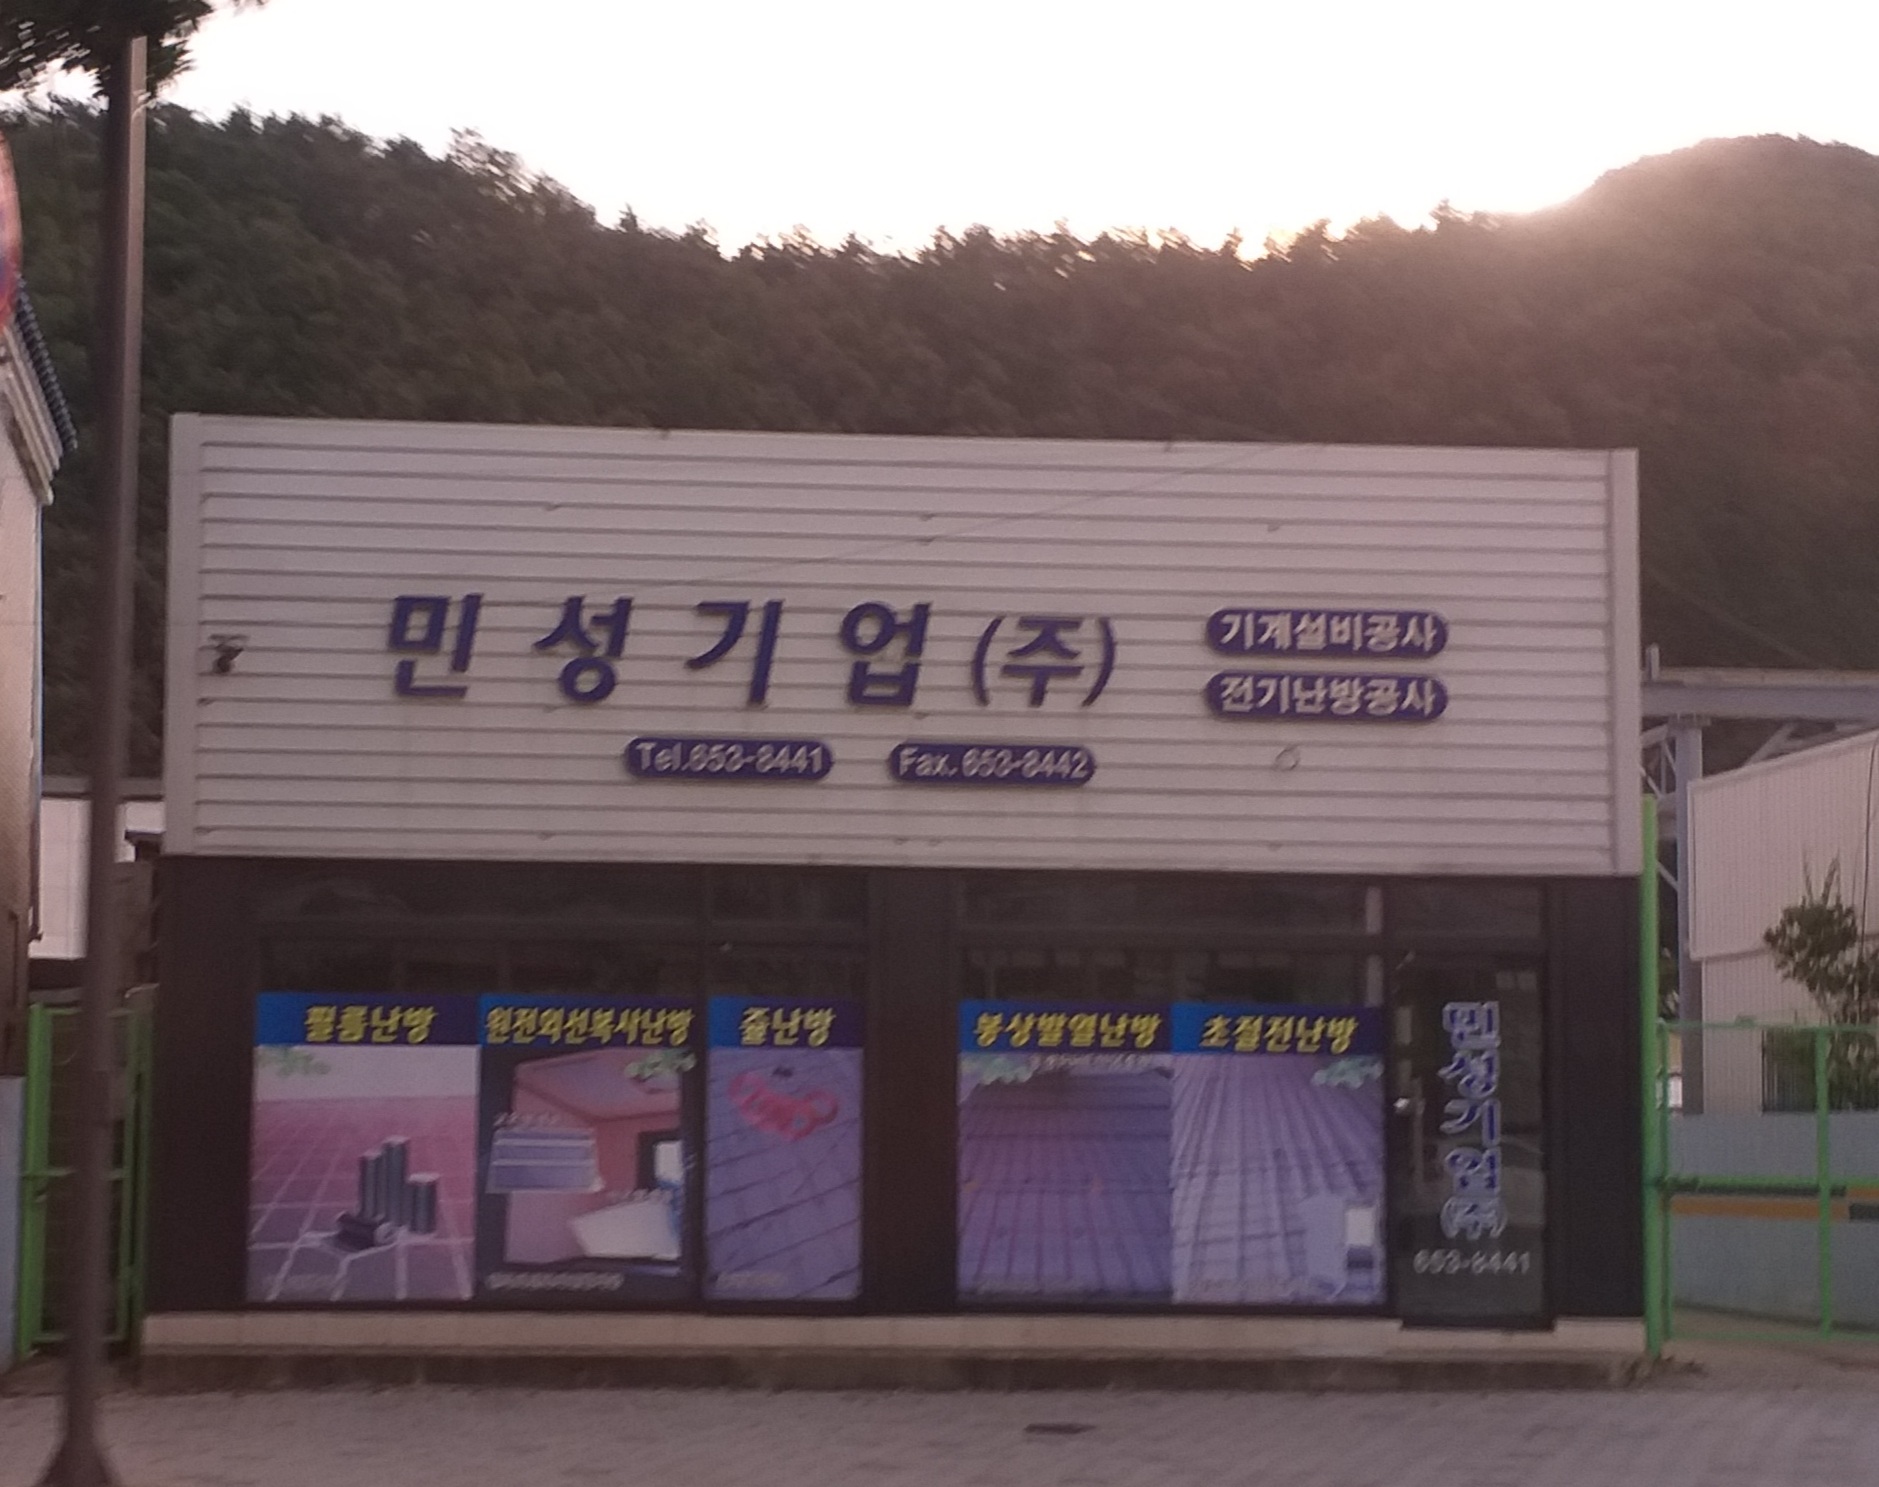 민성기업(주)
기계설비공사
전기난방공사
Tel.653-8441
Fax.653-8442
필름난방
원전외선복사난방
줄난방
봉상발열난방
초절전난방
민성기업㈜
653-8441